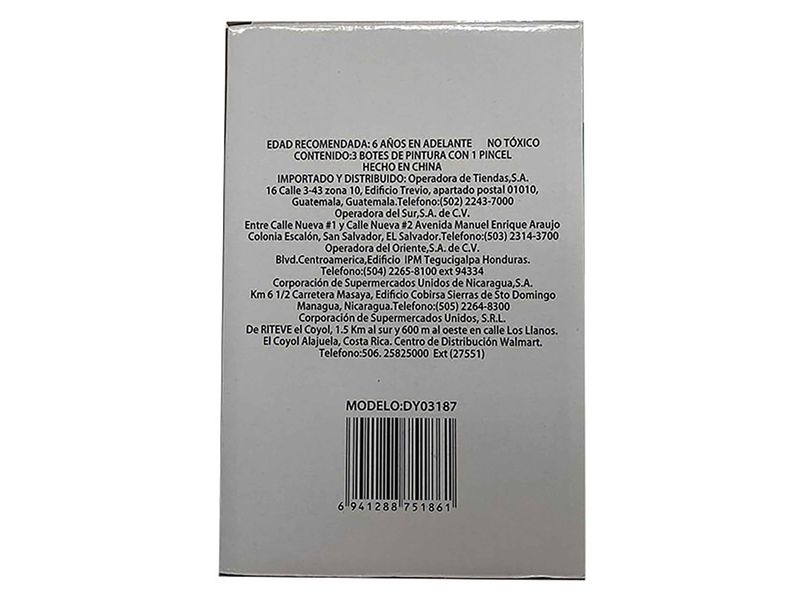 EDAD RECOMENDADA: 6 AÑOS EN ADELANTE NO TÓXICO
CONTENIDO:3 BOTES DE PINTURA CON 1 PINCEL
HECHO EN CHINA
IMPORTADO Y DISTRIBUIDO: Operadora de Tiendas,S.A.
16 Calle 3-43 zona 10, Edificio Trevio, apartado postal 01010,
Guatemala, Guatemala.Telefono:(502) 2243-7000
Operadora del Sur,S.A. de C.V.
Entre Calle Nueva #1 y Calle Nueva #2 Avenida Manuel Enrique Araujo
Colonia Escalón, San Salvador, EL Salvador.Telefono:(503) 2314-3700
Operadora del Oriente,S.A. de C.V.
Blvd.Centroamerica,Edificio IPM Tegucigalpa Honduras.
Telefono:(504) 2265-8100 ext 94334
Corporación de Supermercados Unidos de Nicaragua,S.A.
Km 6 1/2 Carretera Masaya, Edificio Cobirsa Sierras de Sto Domingo
Managua, Nicaragua.Telefono:(505) 2264-8300
Corporación de Supermercados Unidos, S.R.L.
De RITEVE el Coyol, 1.5 Km al sur y 600 m al oeste en calle Los Llanos.
El Coyol Alajuela, Costa Rica. Centro de Distribución Walmart.
Telefono:506. 25825000 Ext (27551)
MODELO:DY03187
6 941288 751861